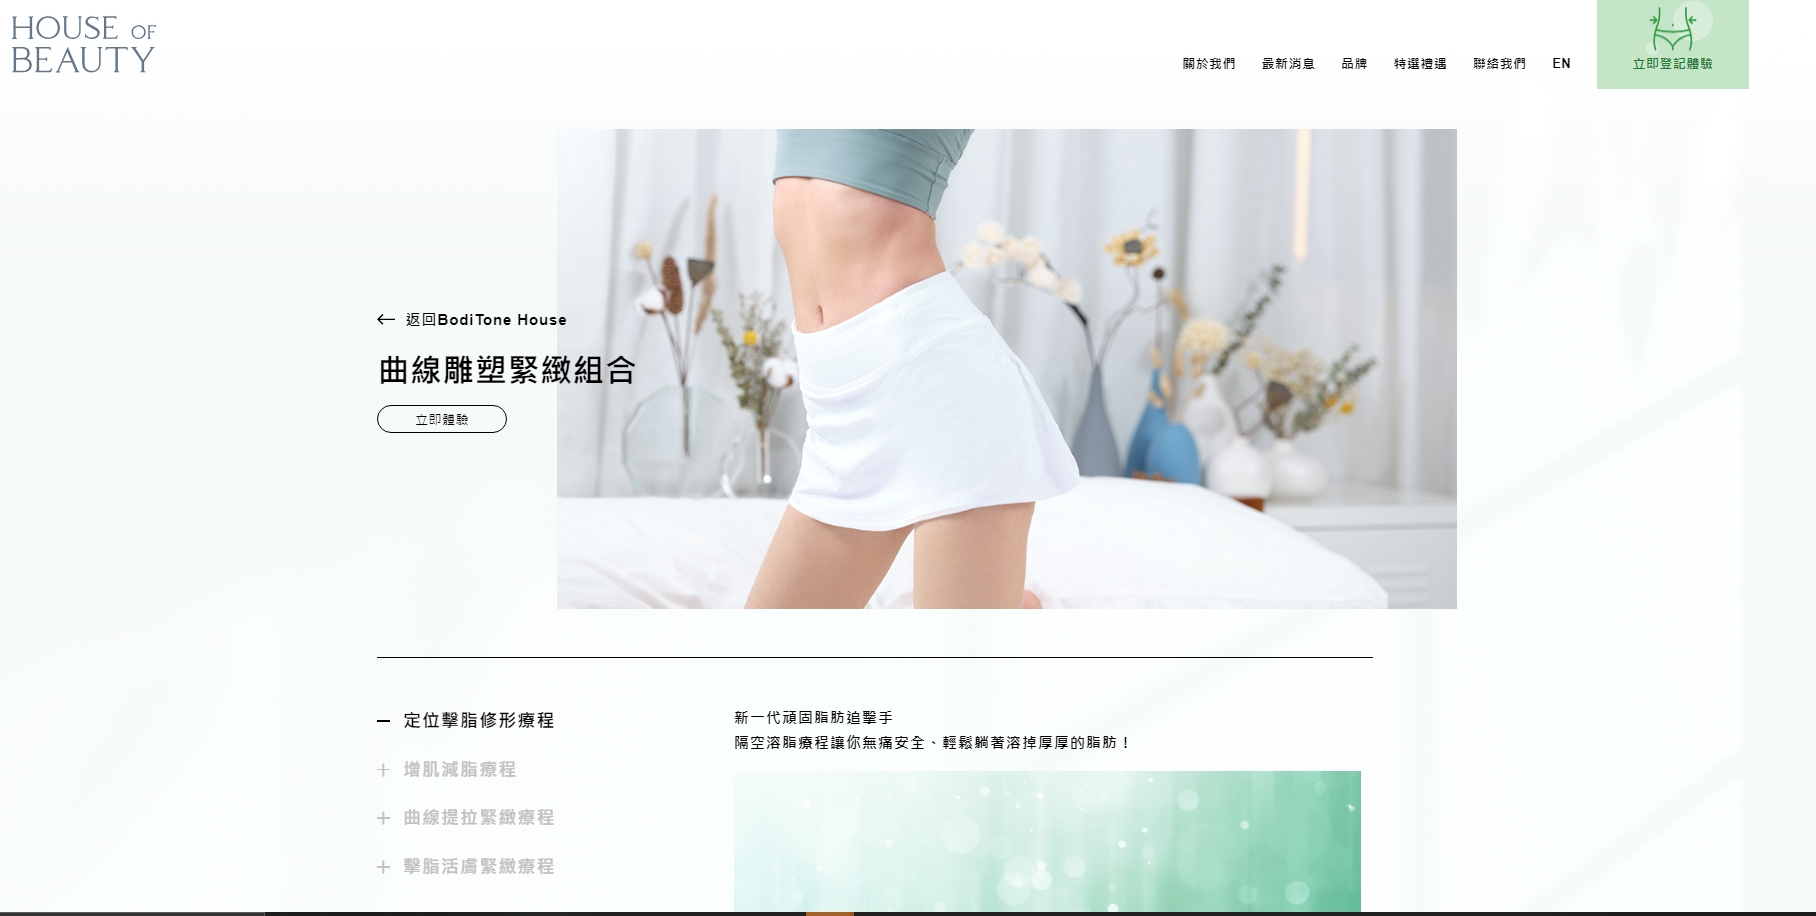 HOUSE OF
BEAUTY
關於我們
最新消息
品牌
特選禮遇
聯絡我們
EN
立即登記體驗
返回BodiTone House
曲線雕塑緊緻組合
立即體驗
定位擊脂修形療程
增肌減脂療程
曲線提拉緊緻療程
擊脂活膚緊緻療程
新一代頑固脂肪追擊手
隔空溶脂療程讓你無痛安全、輕鬆躺著溶掉厚厚的脂肪！